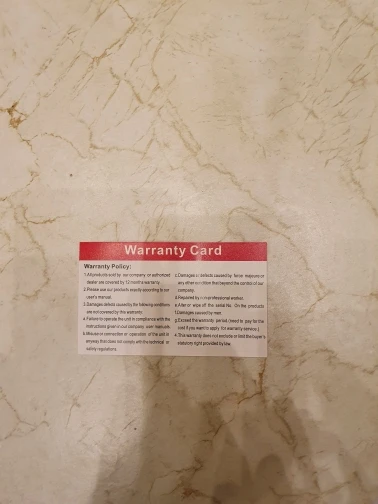 Warranty Card
Warranty Policy:
1.All products sold by our company, or authorized
dealer are covered by 12 months warranty.
2.Please use our products exactly according to our
user's manual.
3.Damages defects caused by the following conditions
are not covered by this warranty:
a.Failure to operate the unit in compliance with the
instructions given in our company user manuals.
b.Misuse or connection or operation of the unit in
anyway that does not comply with the technical or
safety regulations.
c.Damages or defects caused by force majeure or
any other condition that beyond the control of our
company.
d.Repaired by non-professional worker.
e.Alter or wipe off the serial No. On the products
f.Damages caused by man.
g.Exceed the warranty period.(need to pay for the
cost if you want to apply for warranty service.)
4.This warranty does not exclude or limit the buyer's
statutory right provided by law.